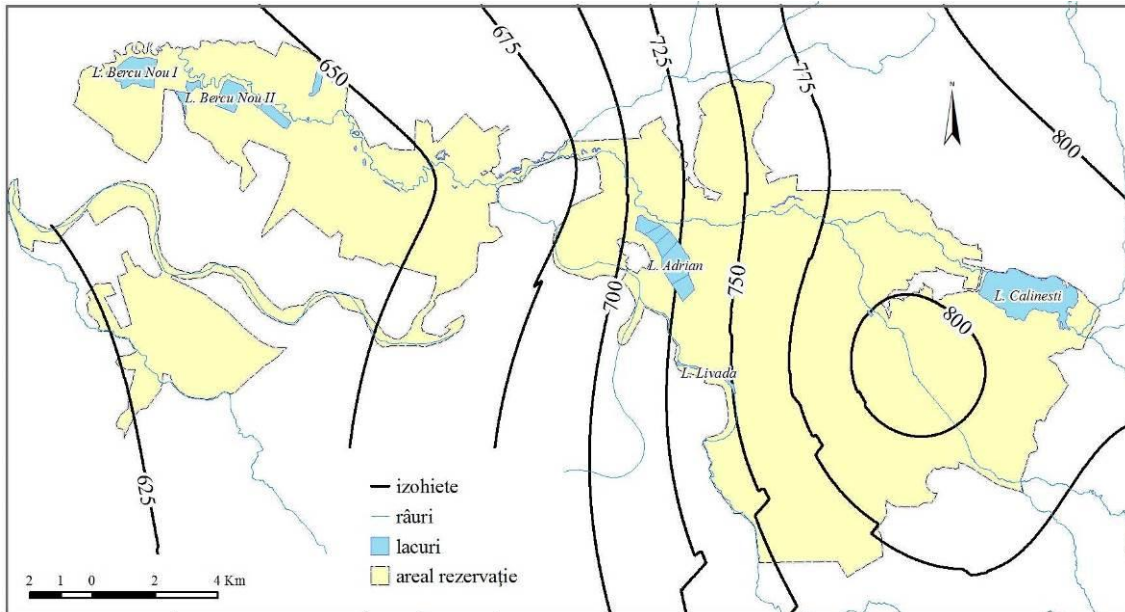 L. Bercu Nou I
L. Bercu Nou II
650
675
725
775
800
N
L. Adrian
700
750
L. Calinesti
800
L. Livada
625
izohiete
râuri
lacuri
areal rezervație
2 1 0 2 4 Km